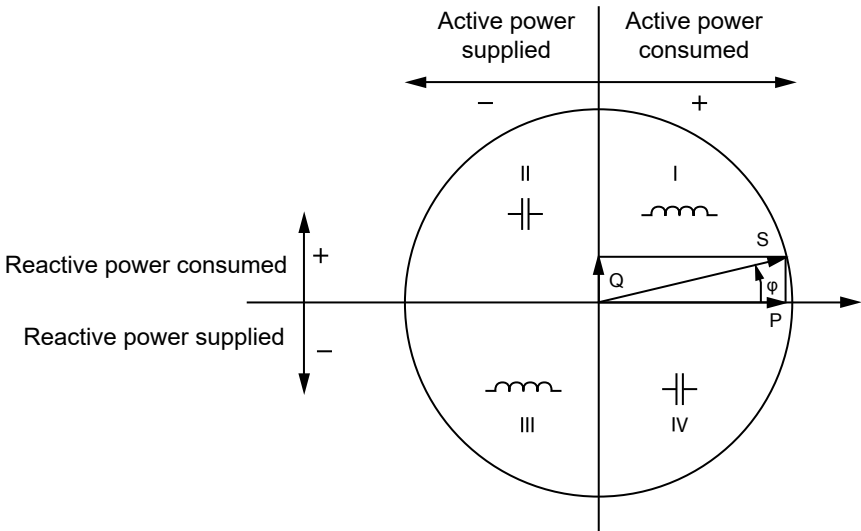 Active power
supplied
Active power
consumed
−
+
II
I
S
Reactive power consumed
+
Q
φ
P
Reactive power supplied
−
III
IV